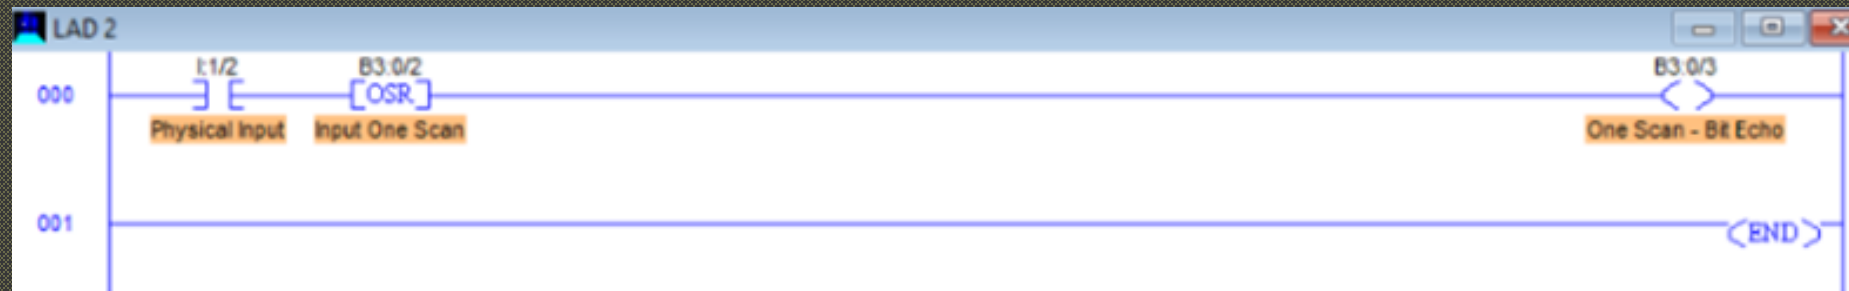 LAD 2
I:1/2 B3:0/2 B3:0/3
000 OSR
Physical Input Input One Scan One Scan - Bit Echo
001 END